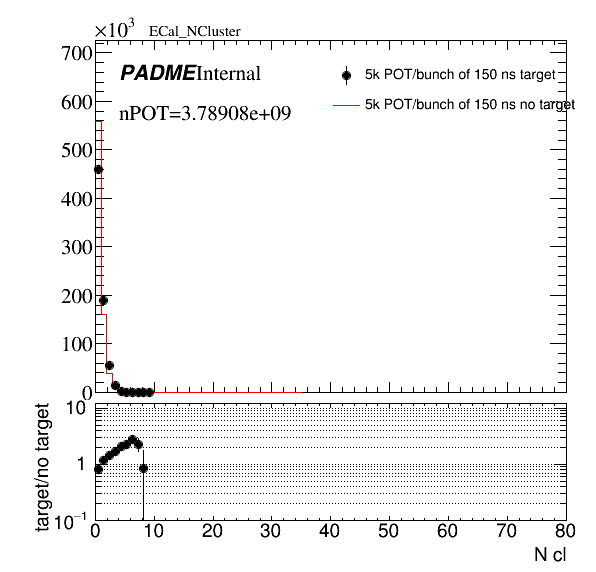 ×10³ ECal_NCluster
700
PADME Internal
5k POT/bunch of 150 ns target
600
nPOT=3.78908e+09
5k POT/bunch of 150 ns no target
500
400
300
200
100
0
target/no target
10
1
10⁻¹
0 10 20 30 40 50 60 70 80
N cl